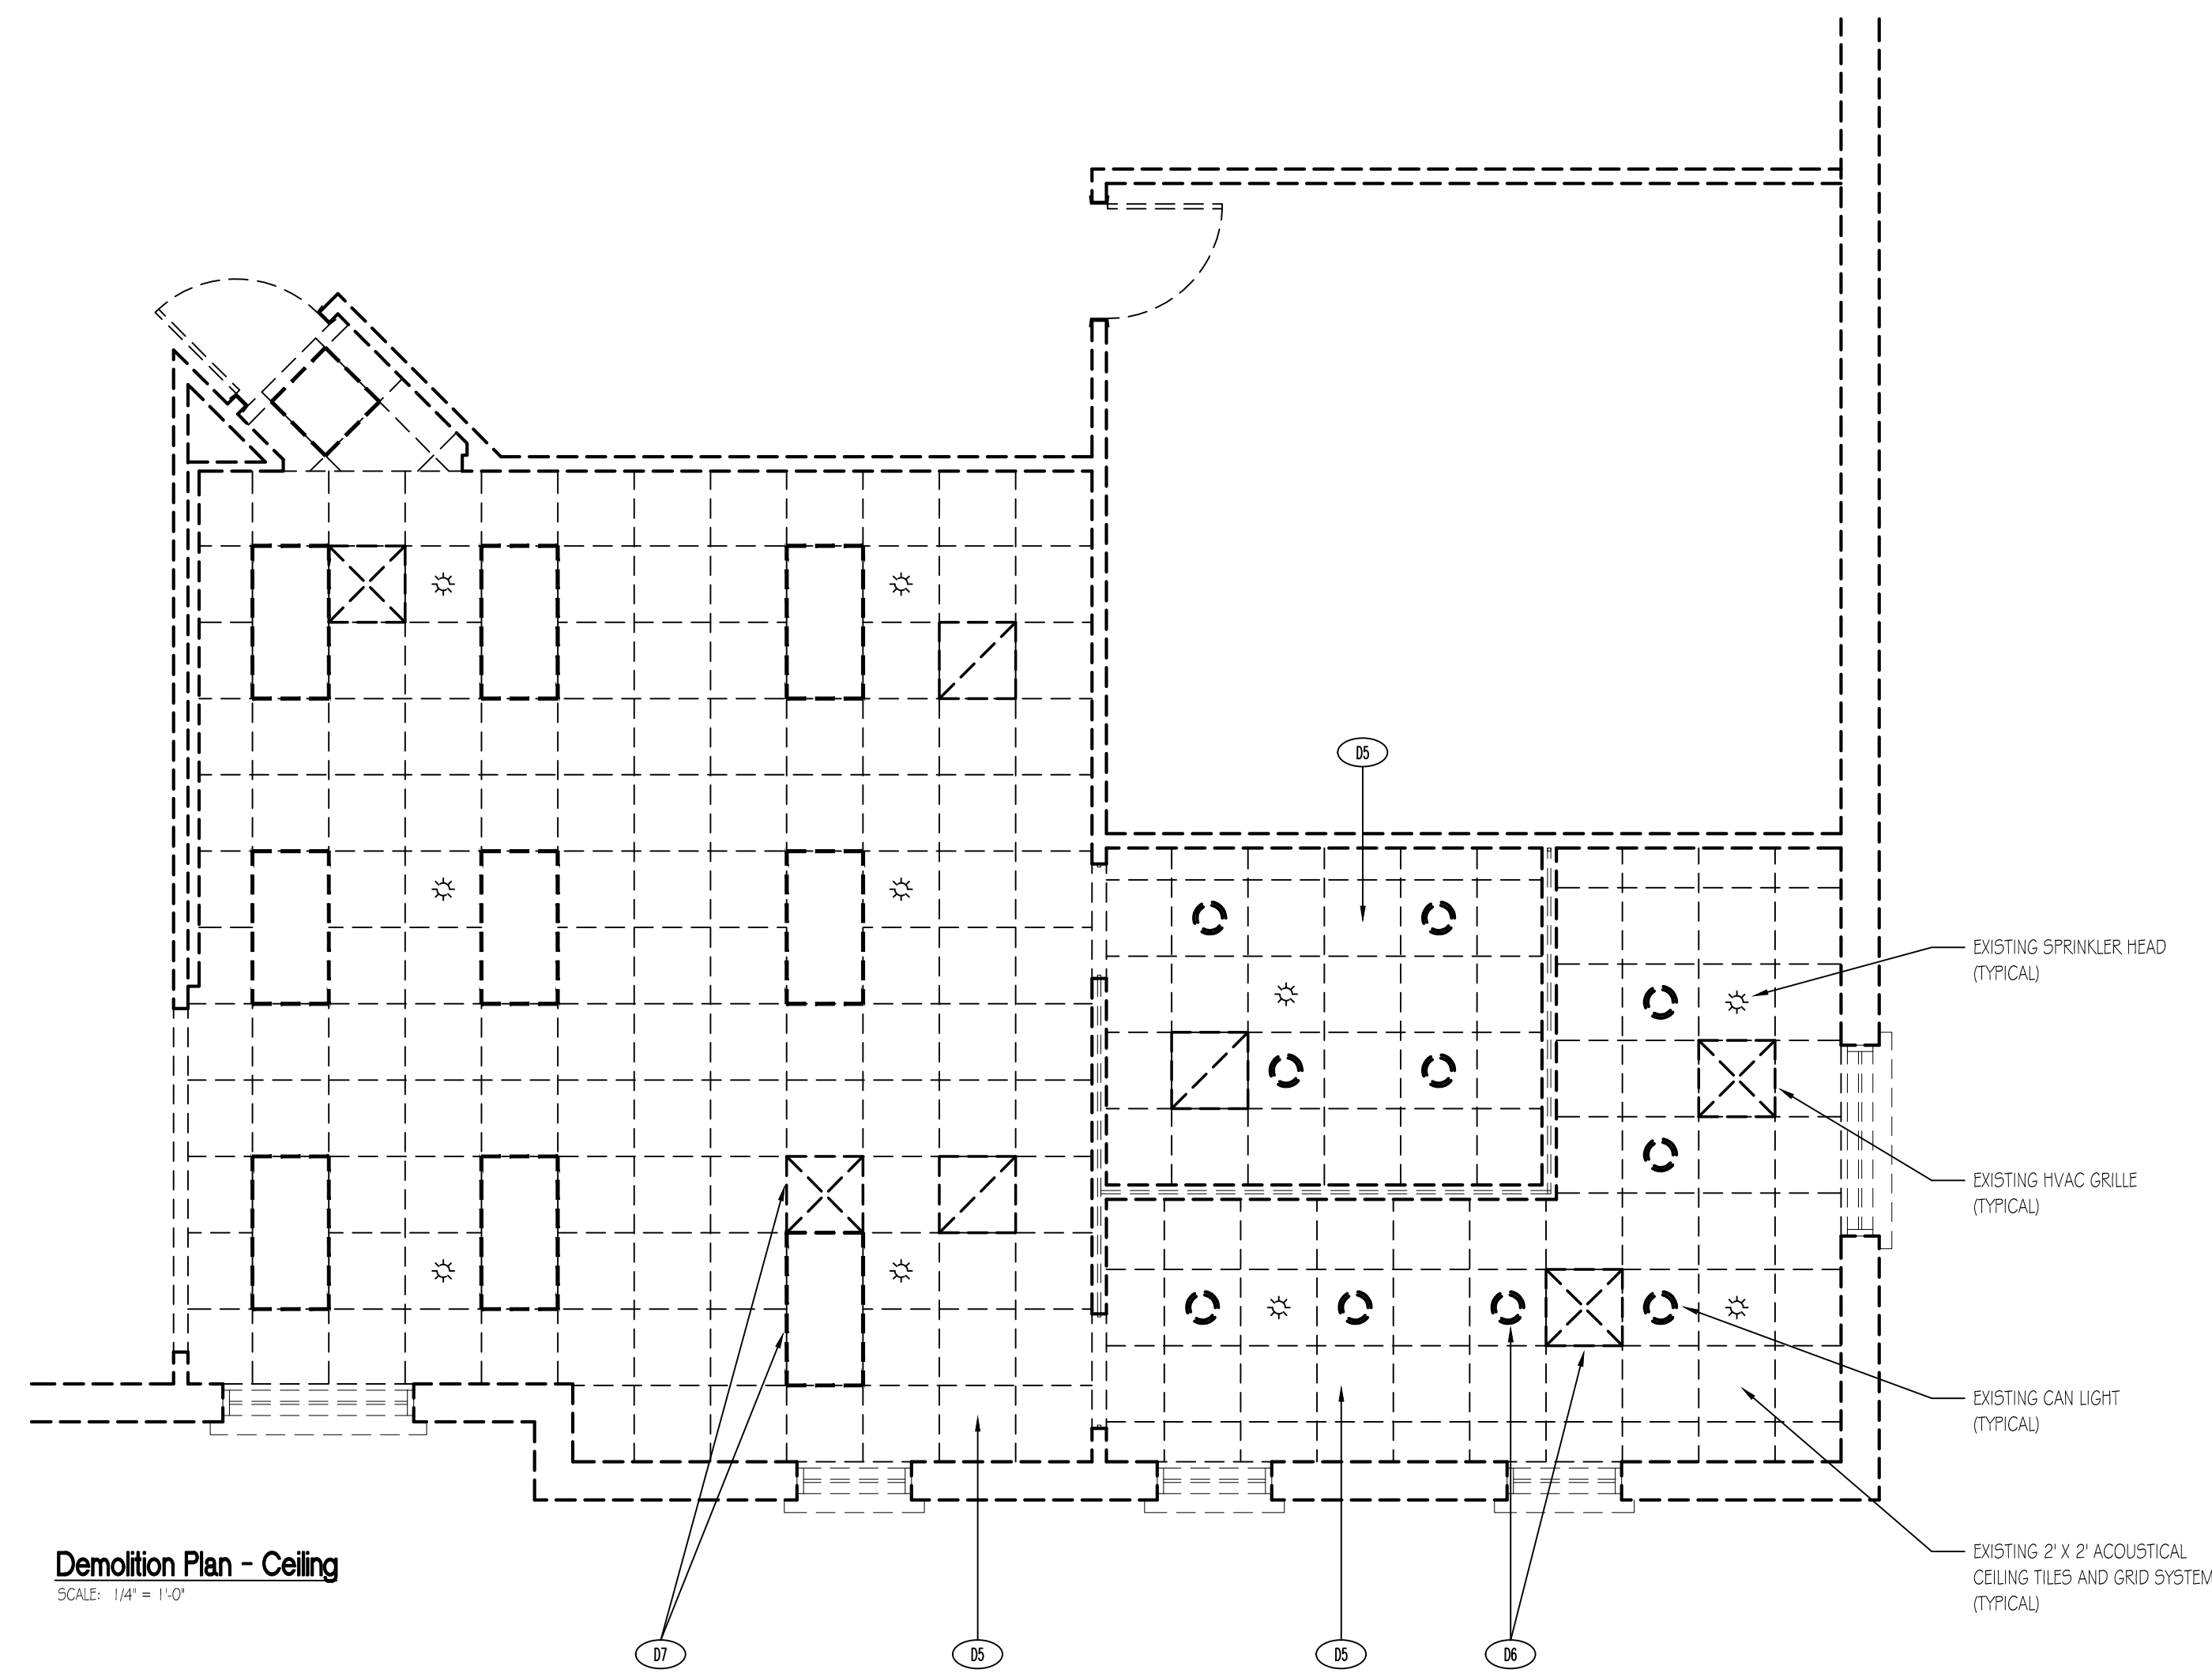 D5
EXISTING SPRINKLER HEAD
(TYPICAL)
EXISTING HVAC GRILLE
(TYPICAL)
EXISTING CAN LIGHT
(TYPICAL)
EXISTING 2' X 2' ACOUSTICAL
CEILING TILES AND GRID SYSTEM
(TYPICAL)
Demolition Plan - Ceiling
SCALE: 1/4" = 1'-0"
D7
D5
D5
D6